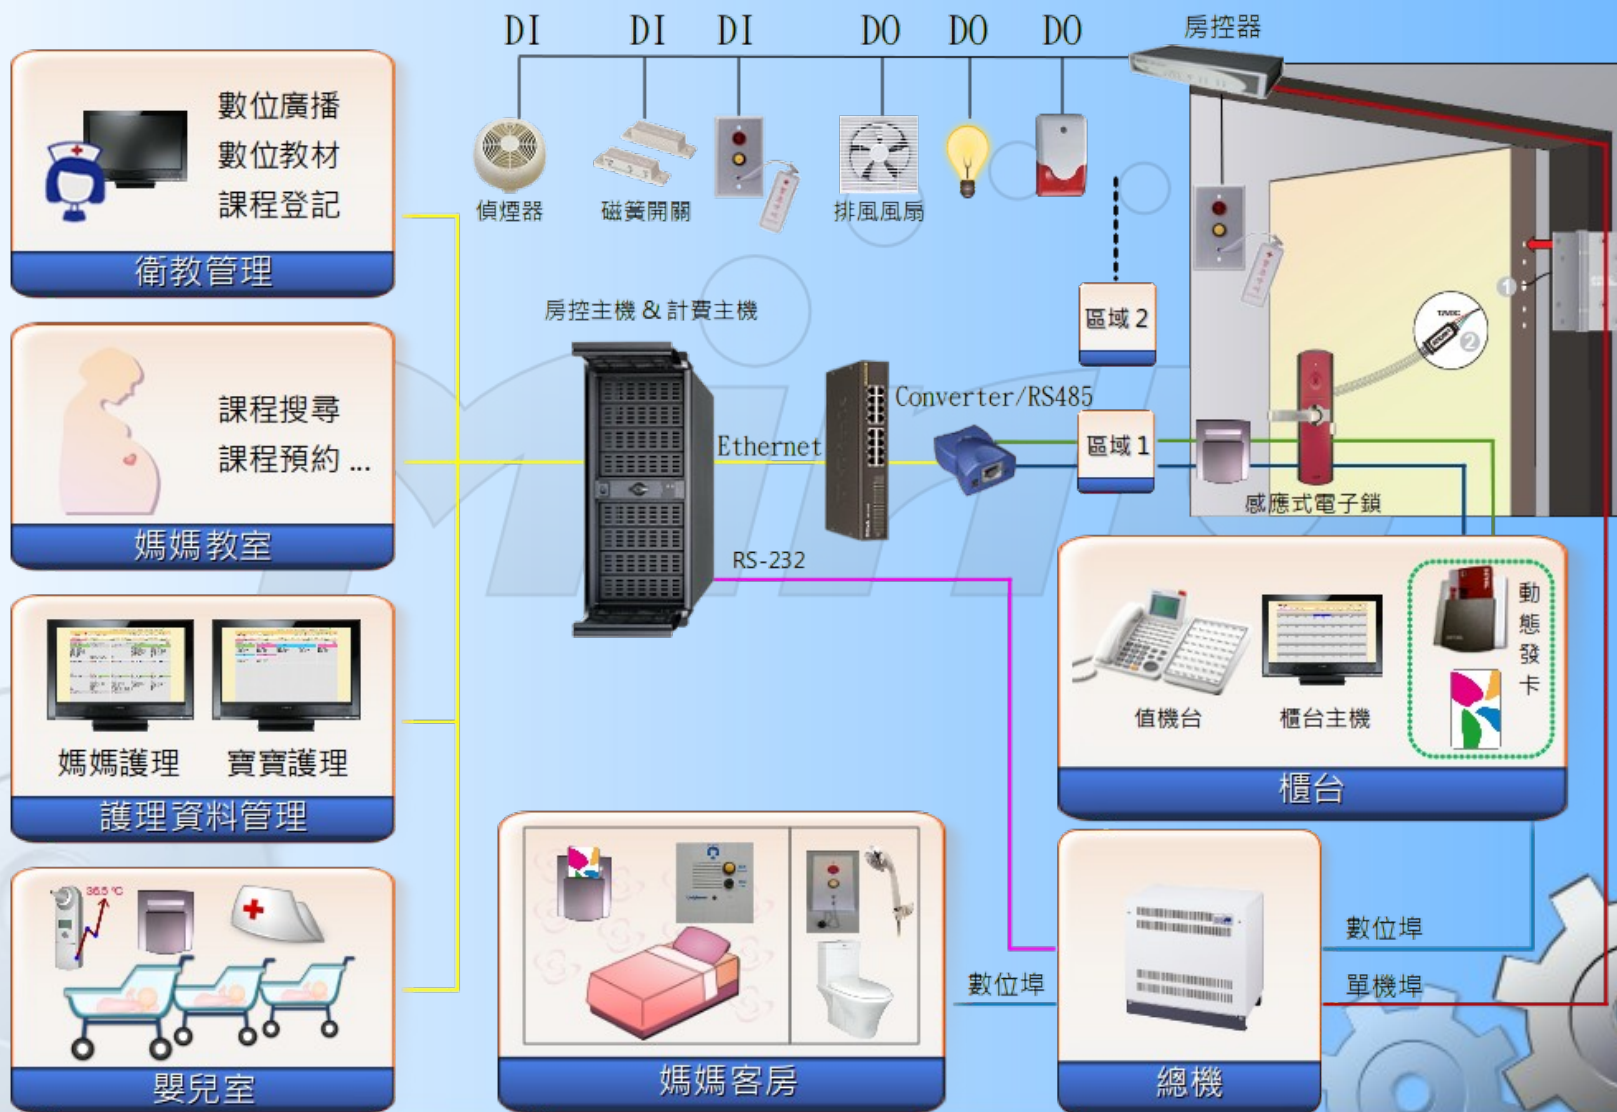 DI
DI
DI
DO
DO
DO
房控器
數位廣播
數位教材
課程登記
衛教管理
偵煙器
磁簧開關
排風風扇
房控主機 & 計費主機
區域 2
12VDC
1
2
課程搜尋
課程預約 ...
媽媽教室
Ethernet
Converter/RS485
區域 1
感應式電子鎖
RS-232
媽媽護理
寶寶護理
護理資料管理
值機台
櫃台主機
動態發卡
櫃台
36.5 °C
嬰兒室
媽媽客房
數位埠
數位埠
單機埠
總機